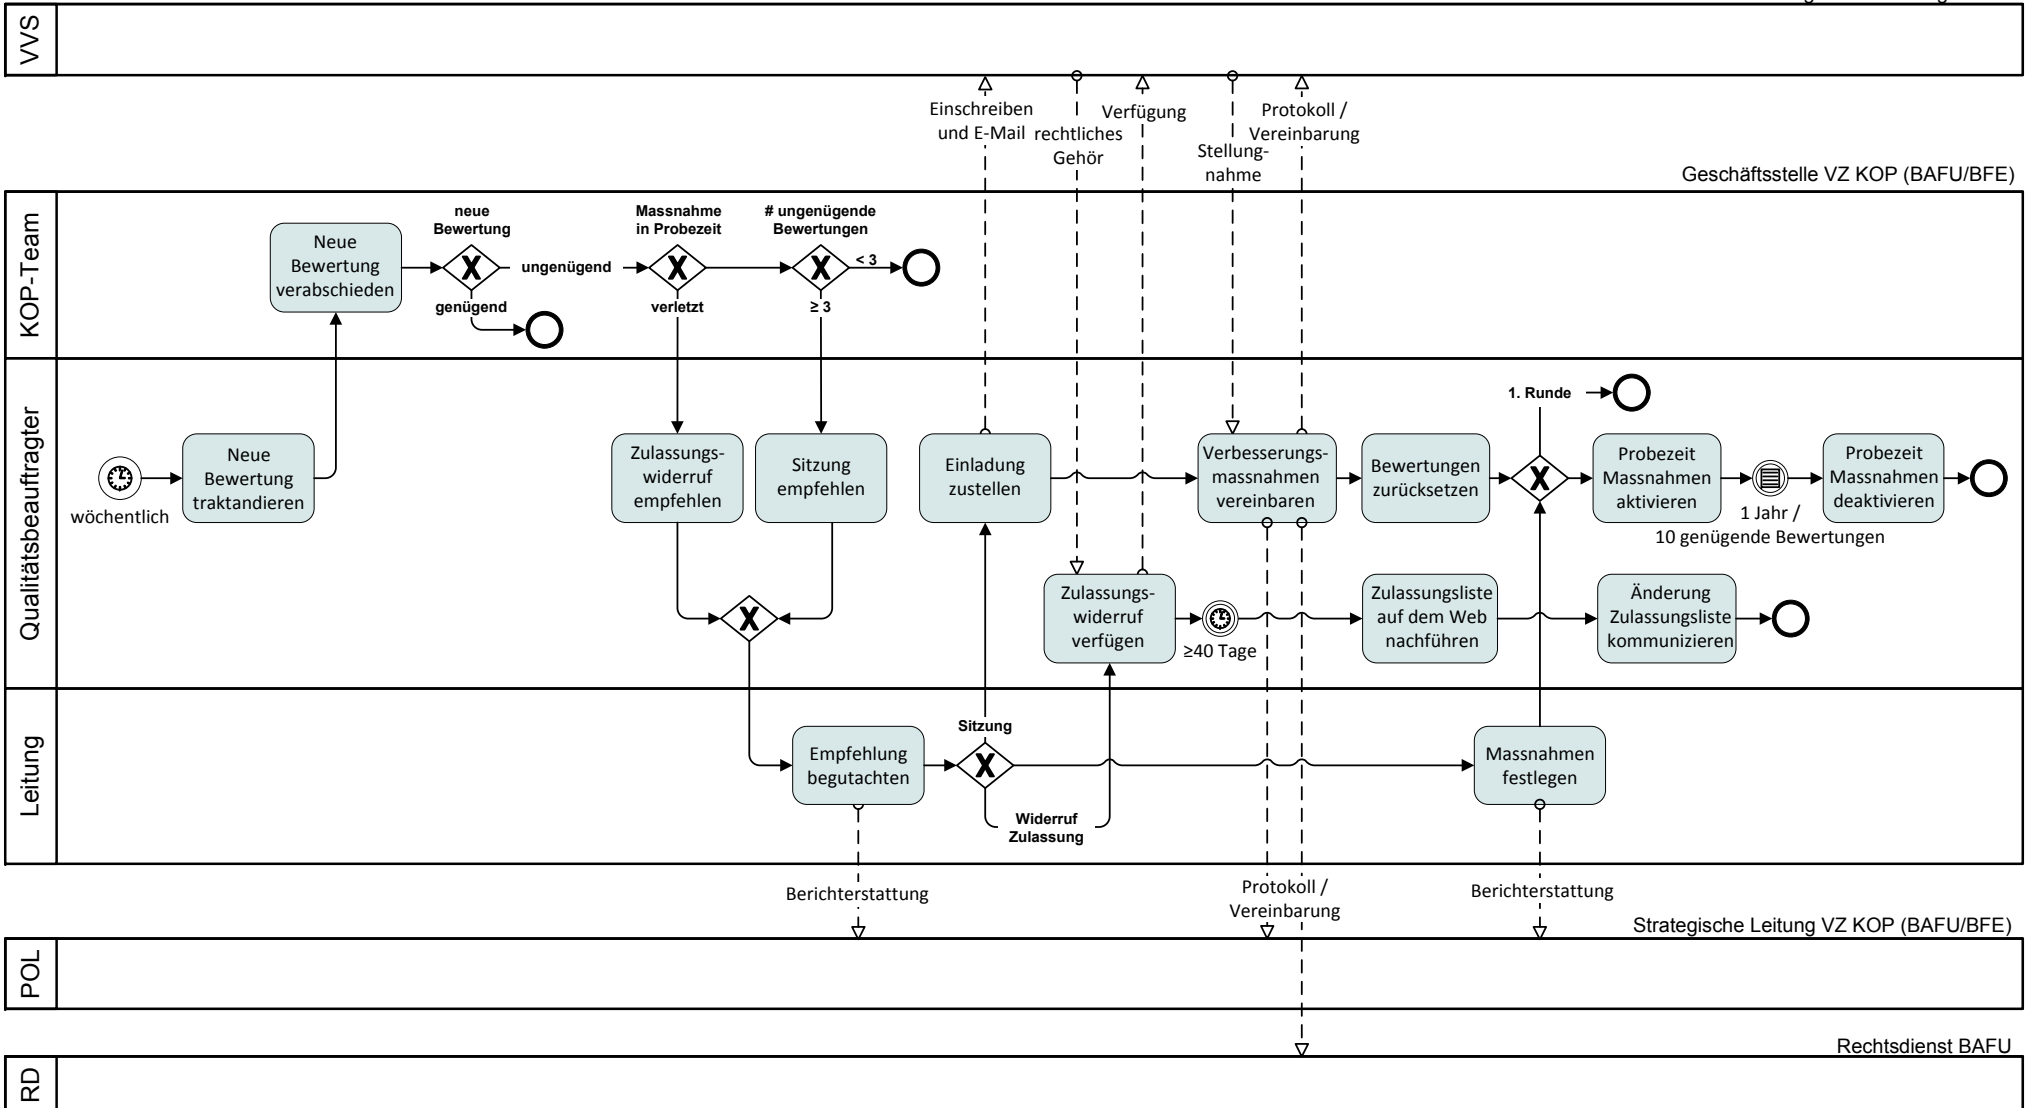 VVS
Einschreiben
und E-Mail
rechtliches
Gehör
Verfügung
Stellung-
nahme
Protokoll /
Vereinbarung
Geschäftsstelle VZ KOP (BAFU/BFE)
KOP-Team
Neue
Bewertung
verabschieden
neue
Bewertung
ungenügend
genügend
Massnahme
in Probezeit
verletzt
# ungenügende
Bewertungen
< 3
≥ 3
Qualitätsbeauftragter
wöchentlich
Neue
Bewertung
traktandieren
Zulassungs-
widerruf
empfehlen
Sitzung
empfehlen
Einladung
zustellen
Verbesserungs-
massnahmen
vereinbaren
Bewertungen
zurücksetzen
1. Runde
Probezeit
Massnahmen
aktivieren
1 Jahr /
10 genügende Bewertungen
Probezeit
Massnahmen
deaktivieren
Zulassungs-
widerruf
verfügen
≥40 Tage
Zulassungsliste
auf dem Web
nachführen
Änderung
Zulassungsliste
kommunizieren
Leitung
Empfehlung
begutachten
Sitzung
Widerruf
Zulassung
Massnahmen
festlegen
Berichterstattung
Protokoll /
Vereinbarung
Berichterstattung
Strategische Leitung VZ KOP (BAFU/BFE)
POL
Rechtsdienst BAFU
RD